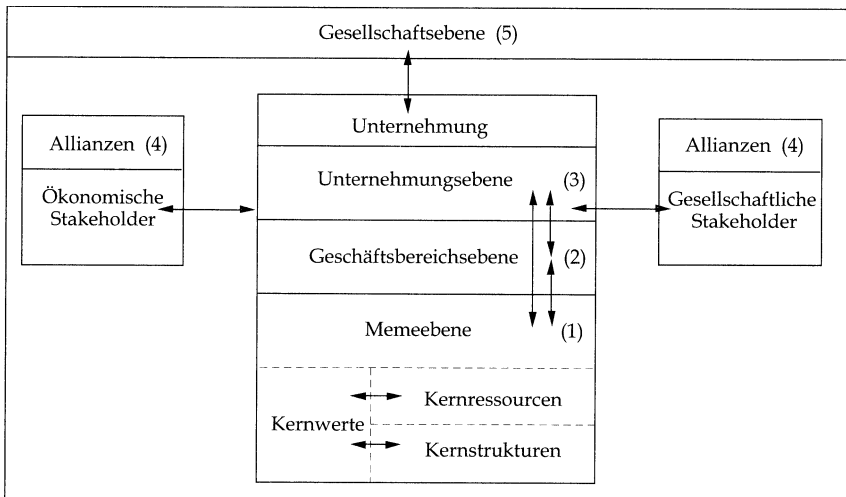 Gesellschaftsebene (5)
Unternehmung
Allianzen (4)
Ökonomische
Stakeholder
Unternehmungsebene (3)
Geschäftsbereichsebene (2)
Memeebene (1)
Kernwerte
Kernressourcen
Kernstrukturen
Allianzen (4)
Gesellschaftliche
Stakeholder